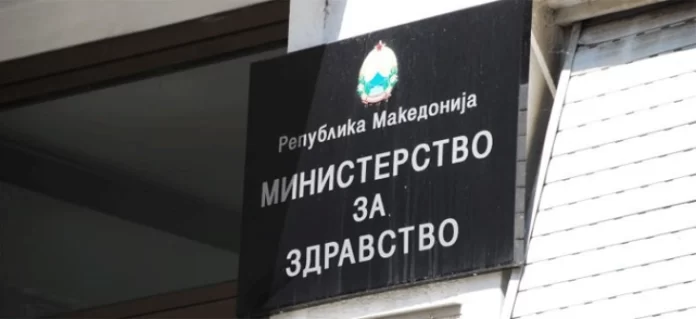 Република Македонија
МИНИСТЕРСТВО
ЗА
ЗДРАВСТВО